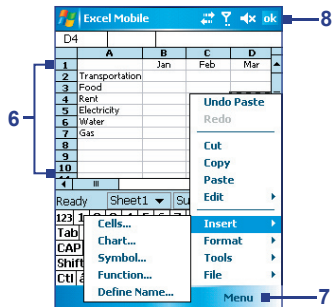 Excel Mobile ok 8
D4
A B C D
1 Jan Feb Mar
2 Transportation
3 Food
4 Rent
5 Electricity
6 Water
7 Gas
8
9
10
6
Undo Paste
Redo
Cut
Copy
Paste
Edit
Insert
Format
Tools
File
Ready Sheet1
123
Tab
CAP
Shift
Ctl
Cells...
Chart...
Symbol...
Function...
Define Name...
Menu 7